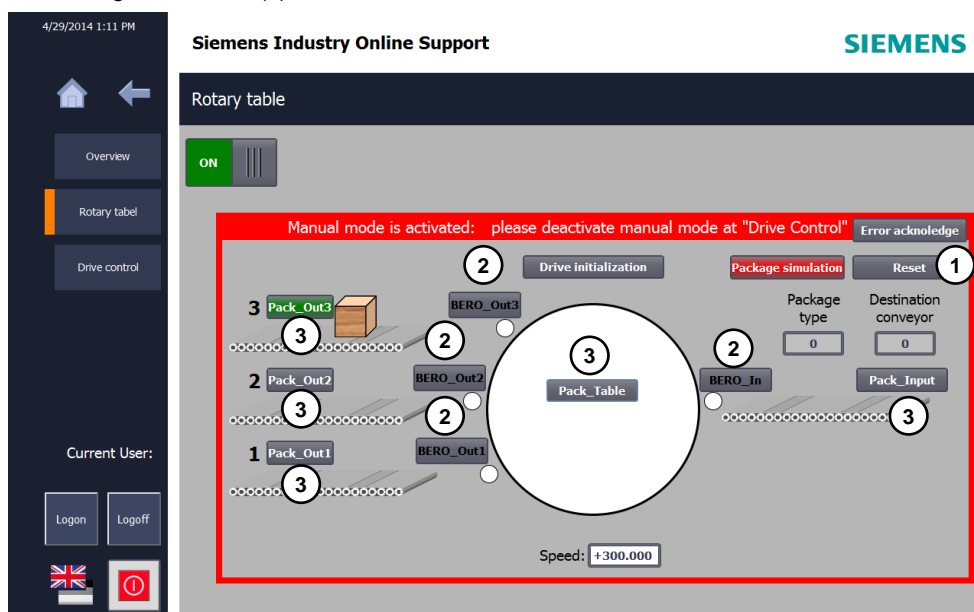 4/29/2014 1:11 PM
Siemens Industry Online Support
SIEMENS
Rotary table
Overview
Rotary tabel
Drive control
ON
Manual mode is activated: please deactivate manual mode at "Drive Control"
Error acknoledge
2
Drive initialization
Package simulation
Reset
1
3
Pack_Out3
BERO_Out3
Package
type
Destination
conveyor
3
2
0
0
3
2
2
Pack_Out2
BERO_Out2
Pack_Table
BERO_In
Pack_Input
3
2
3
1
Pack_Out1
BERO_Out1
3
Current User:
Logon
Logoff
Speed:
+300.000